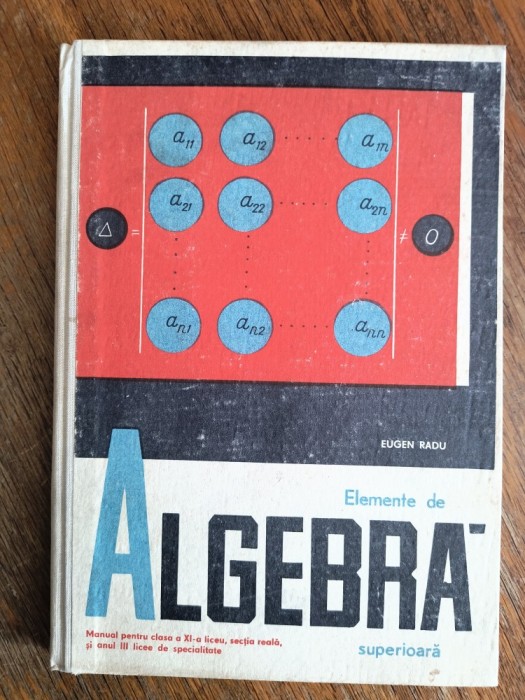 a11 a12 ..... a1n
a21 a22 ..... a2n
Δ = ≠ 0
an1 an2 ..... ann
EUGEN RADU
Elemente de
ALGEBRĂ
superioară
Manual pentru clasa a XI-a liceu, secția reală,
și anul III licee de specialitate